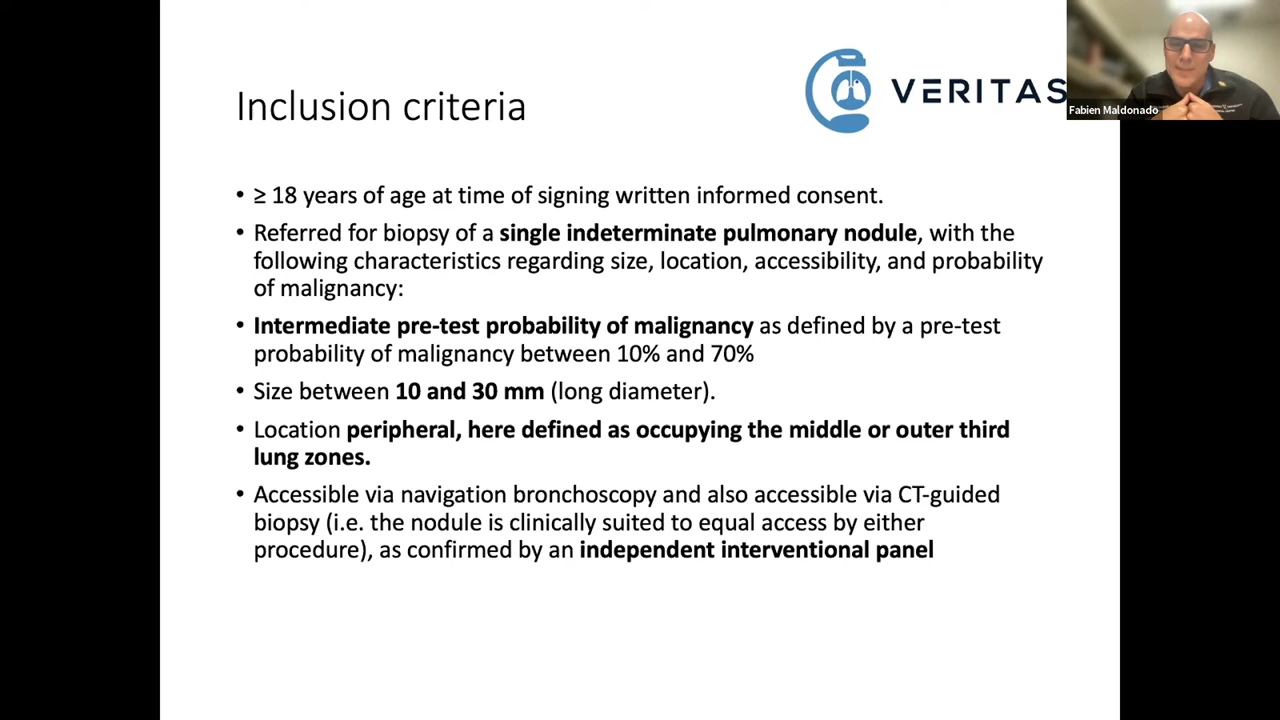 Inclusion criteria
VERITAS
Fabien Maldonado
• ≥ 18 years of age at time of signing written informed consent.
• Referred for biopsy of a single indeterminate pulmonary nodule, with the
following characteristics regarding size, location, accessibility, and probability
of malignancy:
• Intermediate pre-test probability of malignancy as defined by a pre-test
probability of malignancy between 10% and 70%
• Size between 10 and 30 mm (long diameter).
• Location peripheral, here defined as occupying the middle or outer third
lung zones.
• Accessible via navigation bronchoscopy and also accessible via CT-guided
biopsy (i.e. the nodule is clinically suited to equal access by either
procedure), as confirmed by an independent interventional panel